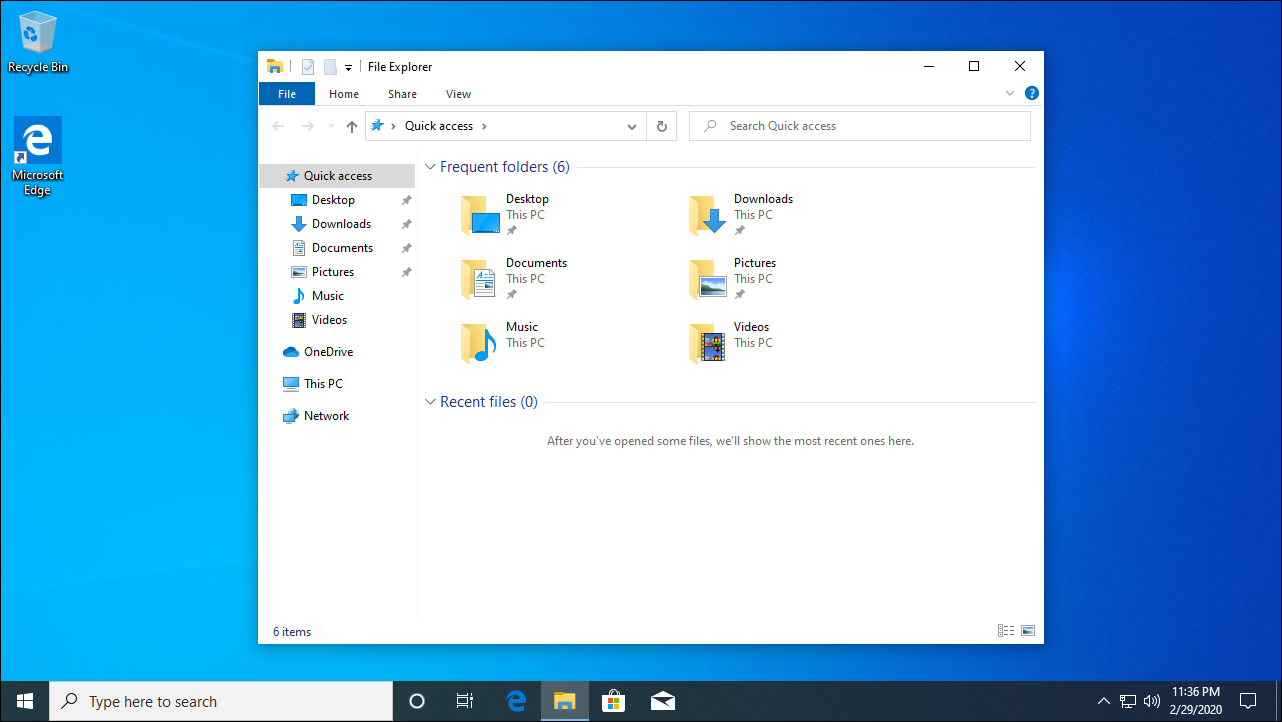 Recycle Bin
Microsoft
Edge
File Explorer
File
Home
Share
View
?
Quick access
Search Quick access
Quick access
Desktop
Downloads
Documents
Pictures
Music
Videos
OneDrive
This PC
Network
Frequent folders (6)
Desktop
This PC
Downloads
This PC
Documents
This PC
Pictures
This PC
Music
This PC
Videos
This PC
Recent files (0)
After you've opened some files, we'll show the most recent ones here.
6 items
Type here to search
11:36 PM
2/29/2020